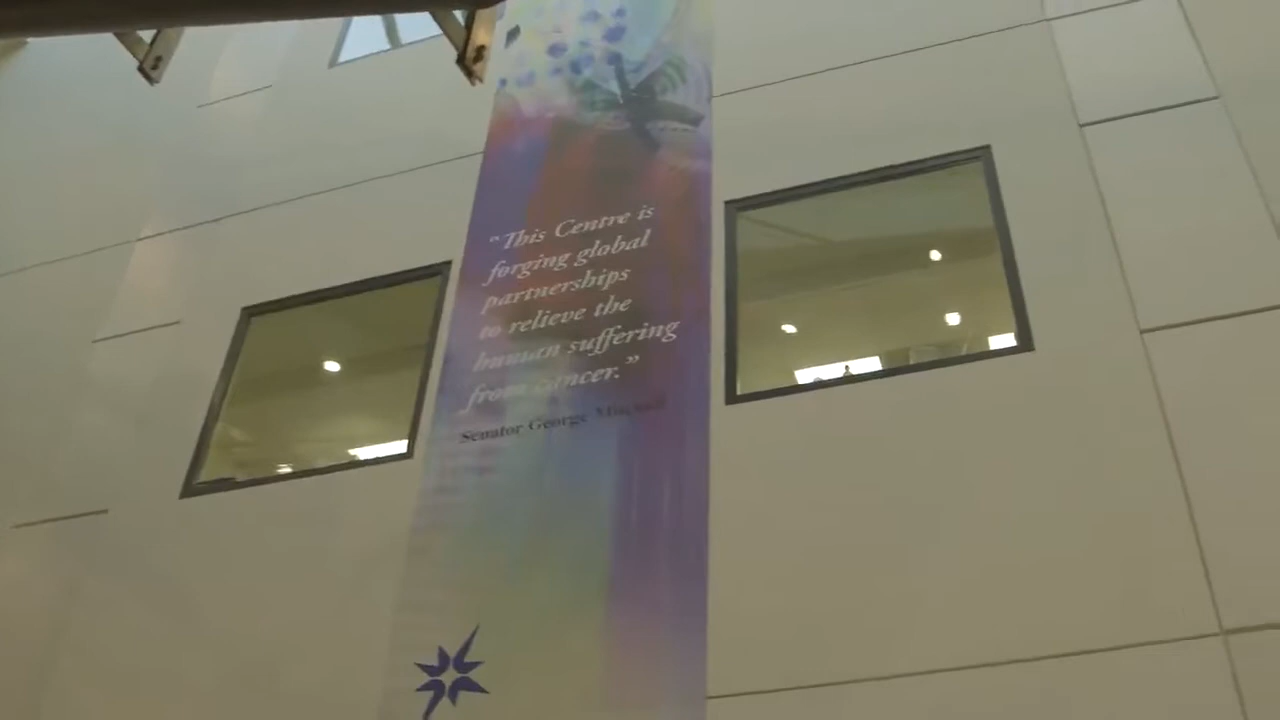 “This Centre is
forging global
partnerships
to relieve the
human suffering
from cancer.”
Senator George Mitchell